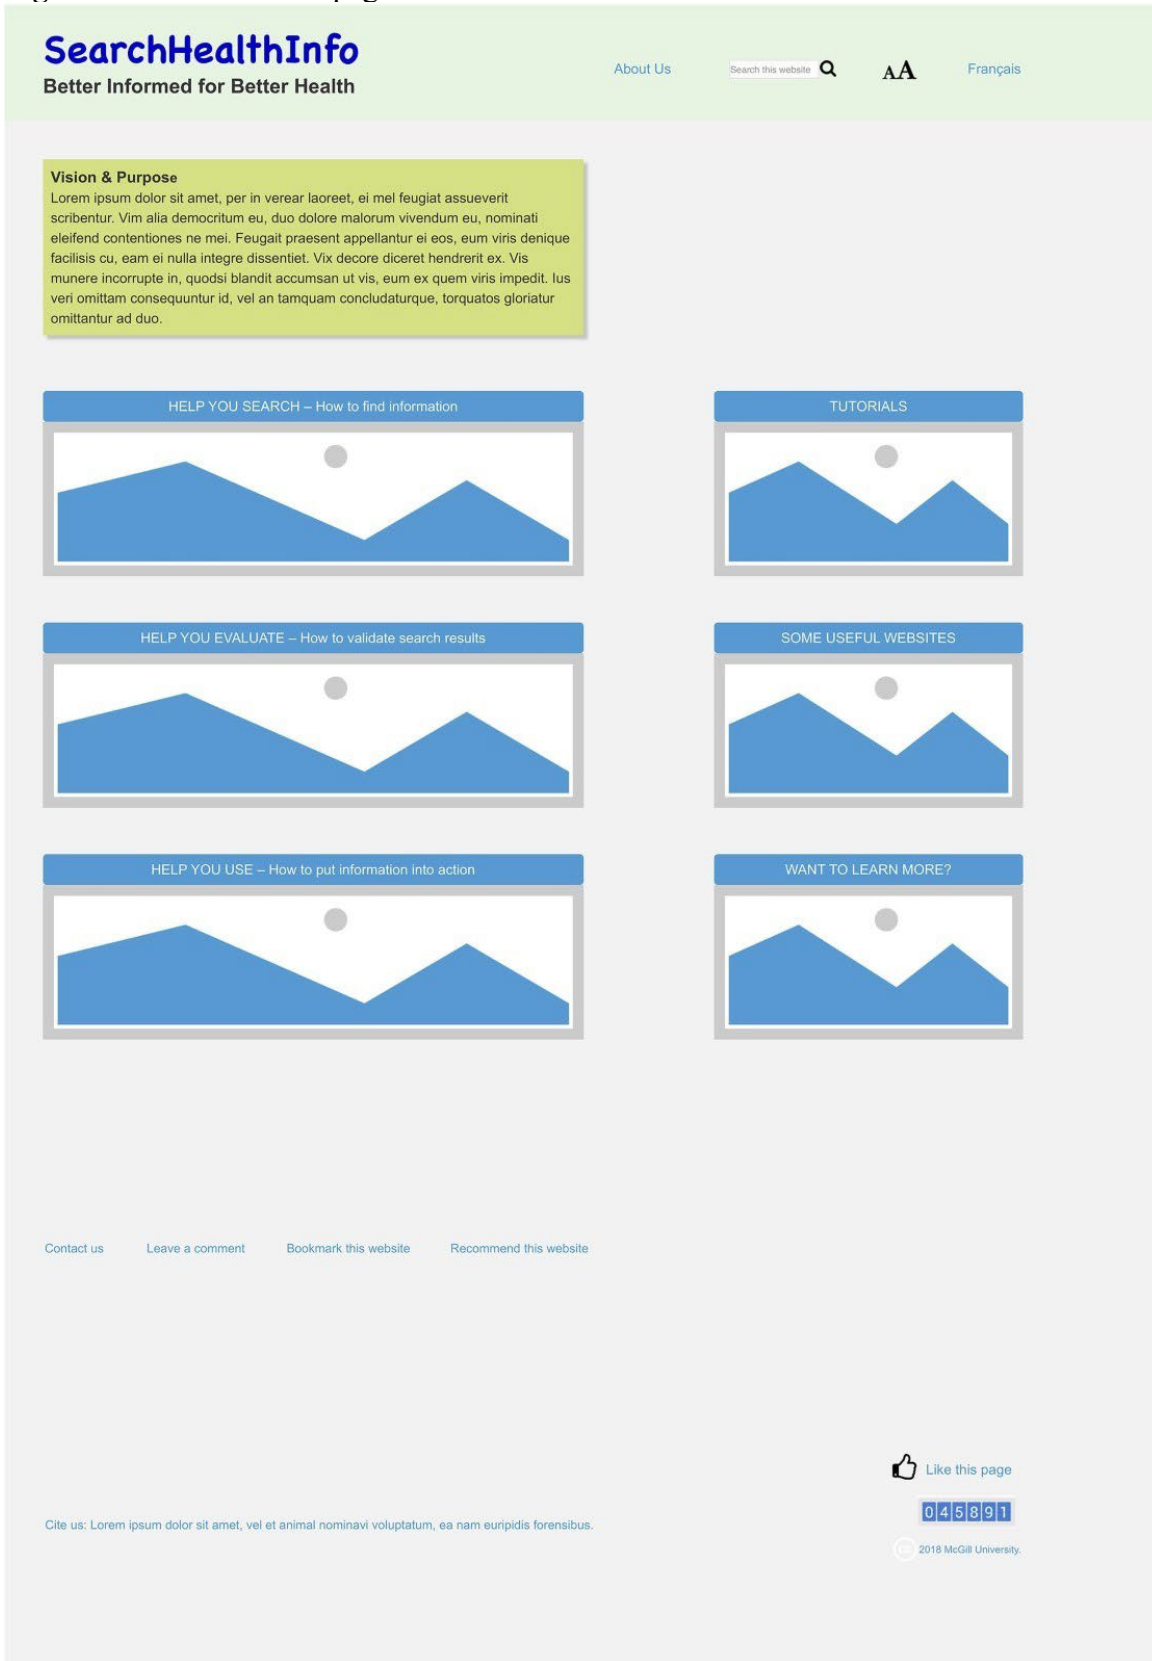 SearchHealthInfo
Better Informed for Better Health
About Us
Search this website
AA
Français
Vision & Purpose
Lorem ipsum dolor sit amet, per in verear laoreet, ei mel feugiat assueverit
scribentur. Vim alia democritum eu, duo dolore malorum vivendum eu, nominati
eleifend contentiones ne mei. Feugait praesent appellantur ei eos, eum viris denique
facilisis cu, eam ei nulla integre dissentiet. Vix decore diceret hendrerit ex. Vis
munere incorrupte in, quodsi blandit accumsan ut vis, eum ex quem viris impedit. Ius
veri omittam consequuntur id, vel an tamquam concludaturque, torquatos gloriatur
omittantur ad duo.
HELP YOU SEARCH – How to find information
TUTORIALS
HELP YOU EVALUATE – How to validate search results
SOME USEFUL WEBSITES
HELP YOU USE – How to put information into action
WANT TO LEARN MORE?
Contact us
Leave a comment
Bookmark this website
Recommend this website
Like this page
045891
Cite us: Lorem ipsum dolor sit amet, vel et animal nominavi voluptatum, ea nam euripidis forensibus.
2018 McGill University.